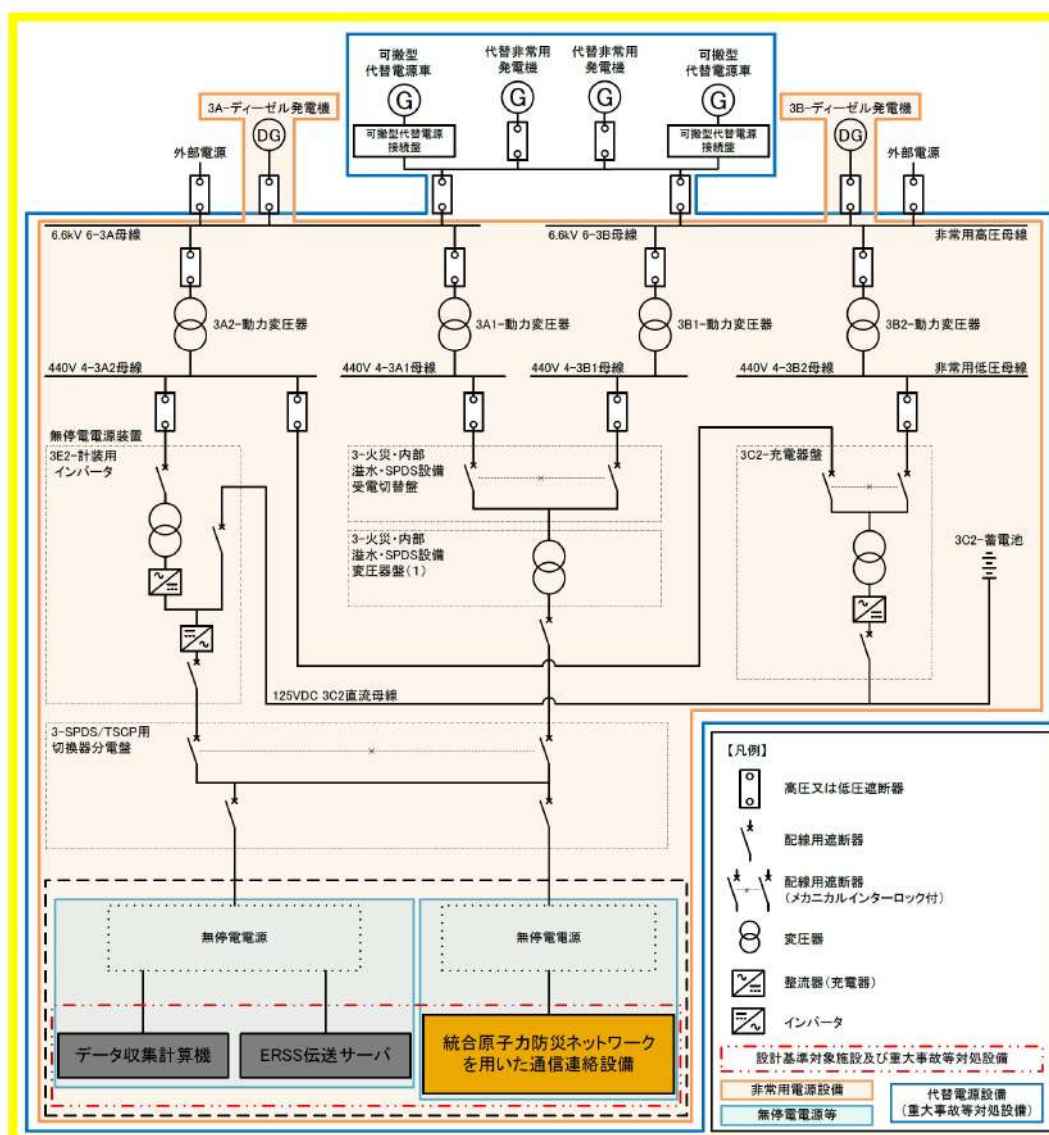 可搬型
代替電源車
代替非常用
発電機
代替非常用
発電機
可搬型
代替電源車
G
G
G
G
3A-ディーゼル発電機
DG
3B-ディーゼル発電機
DG
可搬型代替電源
接続盤
可搬型代替電源
接続盤
外部電源
外部電源
6.6kV 6-3A母線
6.6kV 6-3B母線
非常用高圧母線
3A2-動力変圧器
3A1-動力変圧器
3B1-動力変圧器
3B2-動力変圧器
440V 4-3A2母線
440V 4-3A1母線
440V 4-3B1母線
440V 4-3B2母線
非常用低圧母線
無停電電源装置
3E2-計装用
インバータ
3-火災・内部
溢水・SPDS設備
受電切替盤
3C2-充電器盤
3-火災・内部
溢水・SPDS設備
変圧器盤(1)
3C2-蓄電池
125VDC 3C2直流母線
3-SPDS/TSCP用
切換器分電盤
無停電電源
無停電電源
データ収集計算機
ERSS伝送サーバ
統合原子力防災ネットワーク
を用いた通信連絡設備
【凡例】
高圧又は低圧遮断器
配線用遮断器
配線用遮断器
(メカニカルインターロック付)
変圧器
整流器(充電器)
インバータ
設計基準対象施設及び重大事故等対処設備
非常用電源設備
無停電電源等
代替電源設備
(重大事故等対処設備)